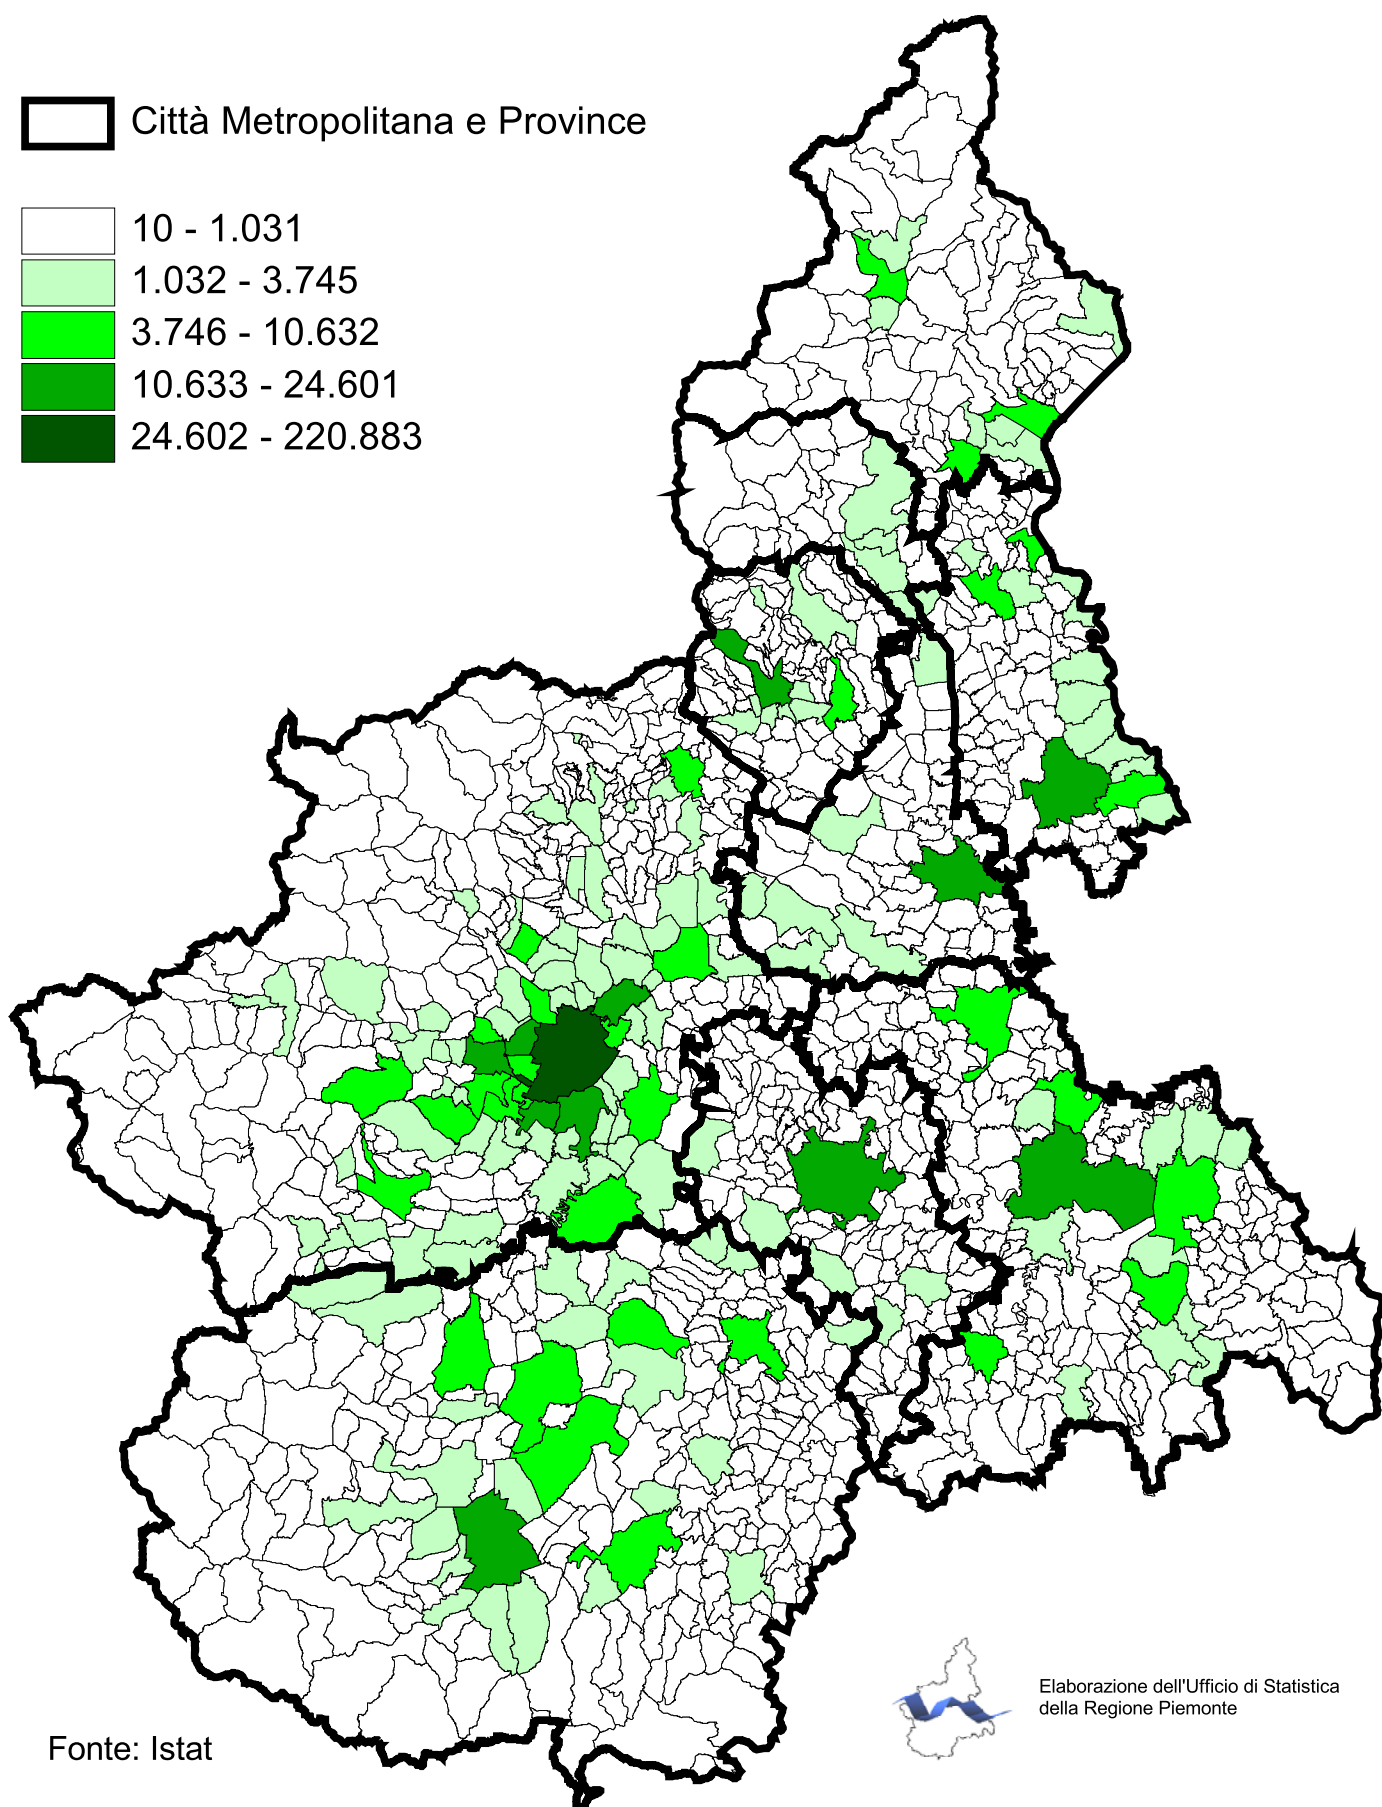 Città Metropolitana e Province
10 - 1.031
1.032 - 3.745
3.746 - 10.632
10.633 - 24.601
24.602 - 220.883
Elaborazione dell'Ufficio di Statistica
della Regione Piemonte
Fonte: Istat